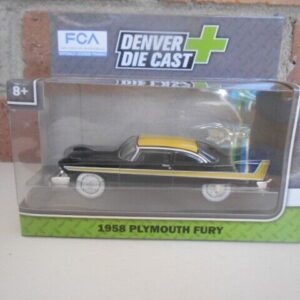 FCA
DENVER
DIE CAST
8+
1958 PLYMOUTH FURY